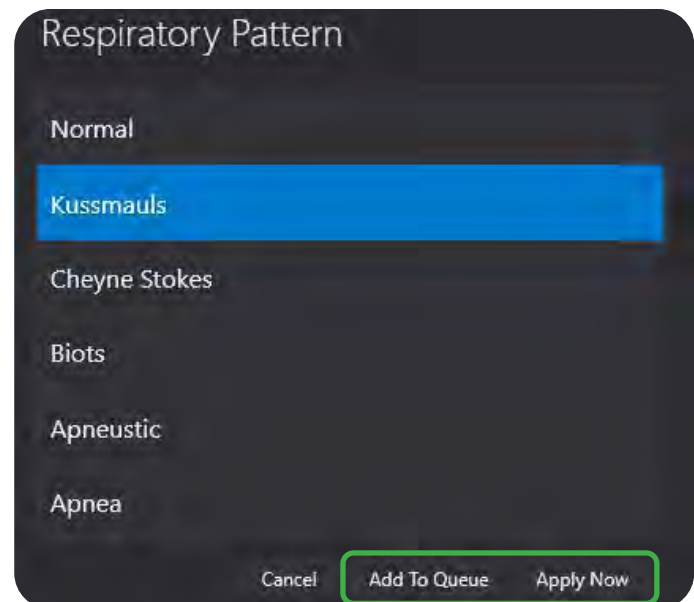 Respiratory Pattern
Normal
Kussmauls
Cheyne Stokes
Biots
Apneustic
Apnea
Cancel Add To Queue Apply Now